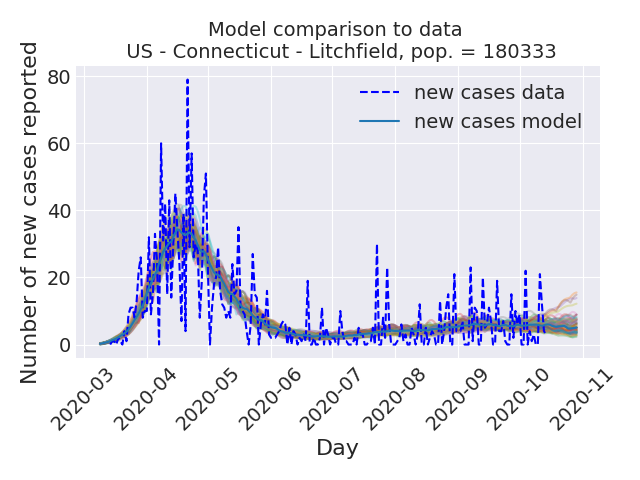 Model comparison to data
US - Connecticut - Litchfield, pop. = 180333
Number of new cases reported
80
60
40
20
0
new cases data
new cases model
2020-03
2020-04
2020-05
2020-06
2020-07
2020-08
2020-09
2020-10
2020-11
Day